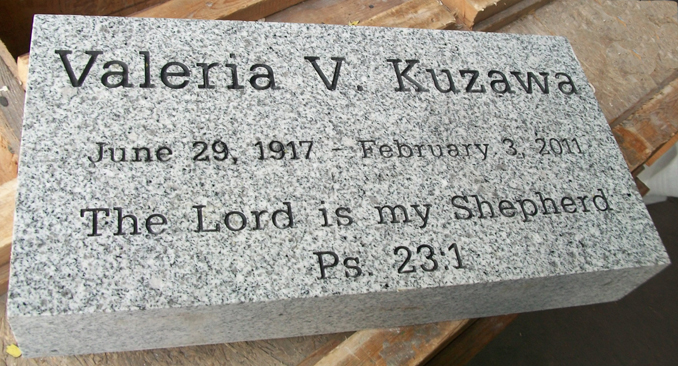 Valeria V. Kuzawa
June 29, 1917 – February 3, 2011
The Lord is my Shepherd
Ps. 23:1